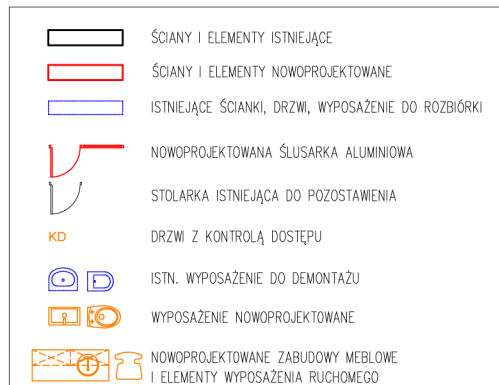 ŚCIANY I ELEMENTY ISTNIEJĄCE
ŚCIANY I ELEMENTY NOWOPROJEKTOWANE
ISTNIEJĄCE ŚCIANKI, DRZWI, WYPOSAŻENIE DO ROZBIÓRKI
NOWOPROJEKTOWANA ŚLUSARKA ALUMINIOWA
STOLARKA ISTNIEJĄCA DO POZOSTAWIENIA
KD DRZWI Z KONTROLĄ DOSTĘPU
ISTN. WYPOSAŻENIE DO DEMONTAŻU
WYPOSAŻENIE NOWOPROJEKTOWANE
NOWOPROJEKTOWANE ZABUDOWY MEBLOWE
I ELEMENTY WYPOSAŻENIA RUCHOMEGO